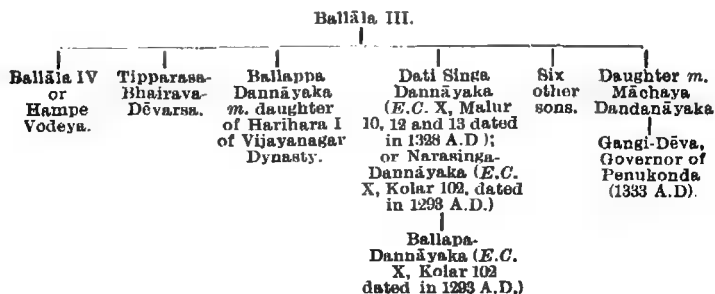 Ballāla III.
Ballāla IV
or
Hampe
Vodeya.
Tipparasa-
Bhairava-
Dēvarsa.
Ballappa
Dannāyaka
m. daughter
of Harihara I
of Vijayanagar
Dynasty.
Dati Singa
Dannāyaka
(E.C. X, Malur
10, 12 and 13 dated
in 1328 A.D );
or Narasinga-
Dannāyaka (E.C.
X, Kolar 102, dated
in 1293 A.D.)
Ballapa-
Dannāyaka (E.C.
X, Kolar 102
dated in 1293 A.D.)
Six
other
sons.
Daughter m.
Māchaya
Dandanāyaka
Gangi-Dēva,
Governor of
Penukonda
(1333 A.D).